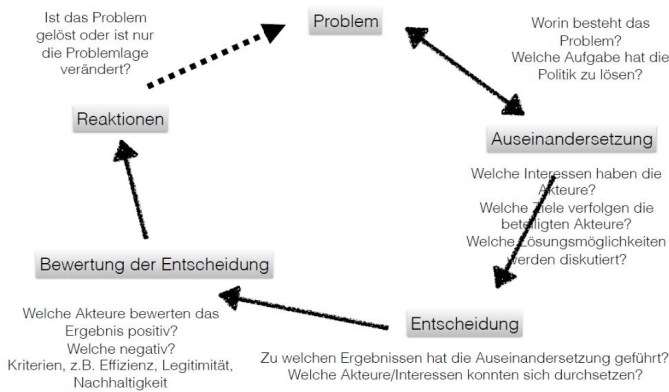 Problem
Worin besteht das
Problem?
Welche Aufgabe hat die
Politik zu lösen?
Auseinandersetzung
Welche Interessen haben die
Akteure?
Welche Ziele verfolgen die
beteiligten Akteure?
Welche Lösungsmöglichkeiten
werden diskutiert?
Entscheidung
Zu welchen Ergebnissen hat die Auseinandersetzung geführt?
Welche Akteure/Interessen konnten sich durchsetzen?
Bewertung der Entscheidung
Welche Akteure bewerten das
Ergebnis positiv?
Welche negativ?
Kriterien, z.B. Effizienz, Legitimität,
Nachhaltigkeit
Reaktionen
Ist das Problem
gelöst oder ist nur
die Problemlage
verändert?